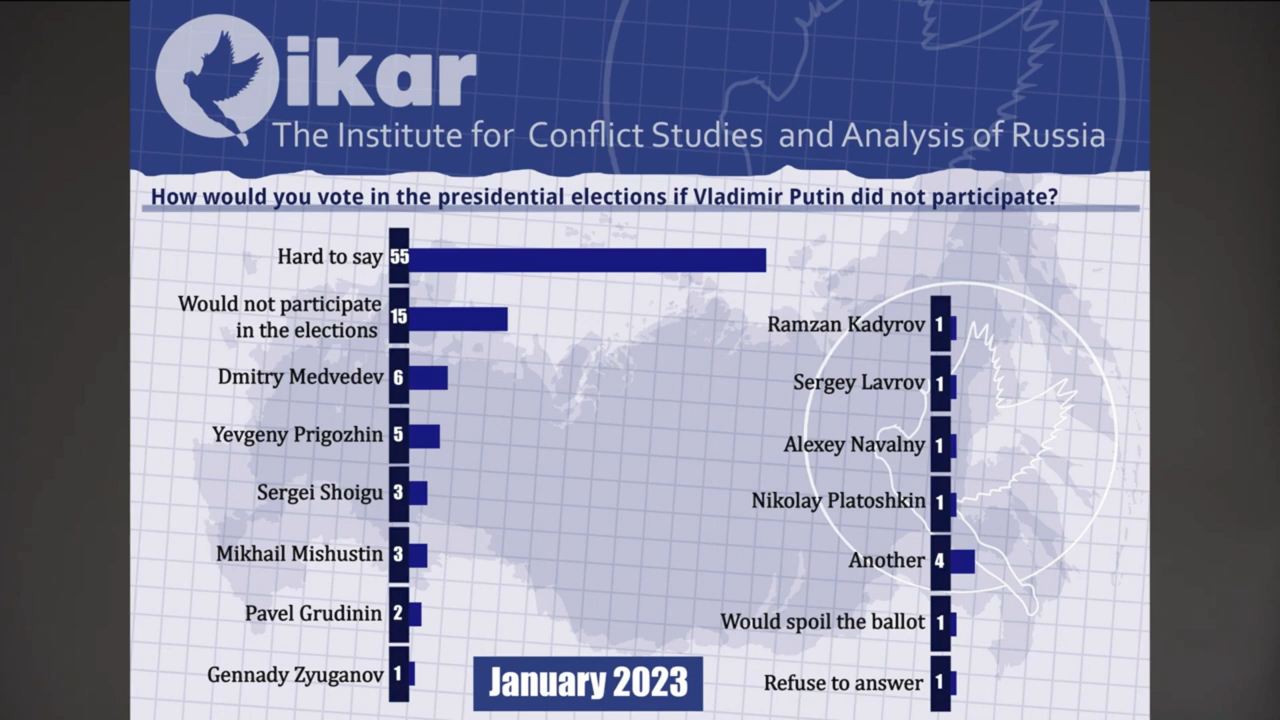 ikar
The Institute for Conflict Studies and Analysis of Russia
How would you vote in the presidential elections if Vladimir Putin did not participate?
Hard to say 55
Would not participate
in the elections 15
Dmitry Medvedev 6
Yevgeny Prigozhin 5
Sergei Shoigu 3
Mikhail Mishustin 3
Pavel Grudinin 2
Gennady Zyuganov 1
Ramzan Kadyrov 1
Sergey Lavrov 1
Alexey Navalny 1
Nikolay Platoshkin 1
Another 4
Would spoil the ballot 1
Refuse to answer 1
January 2023